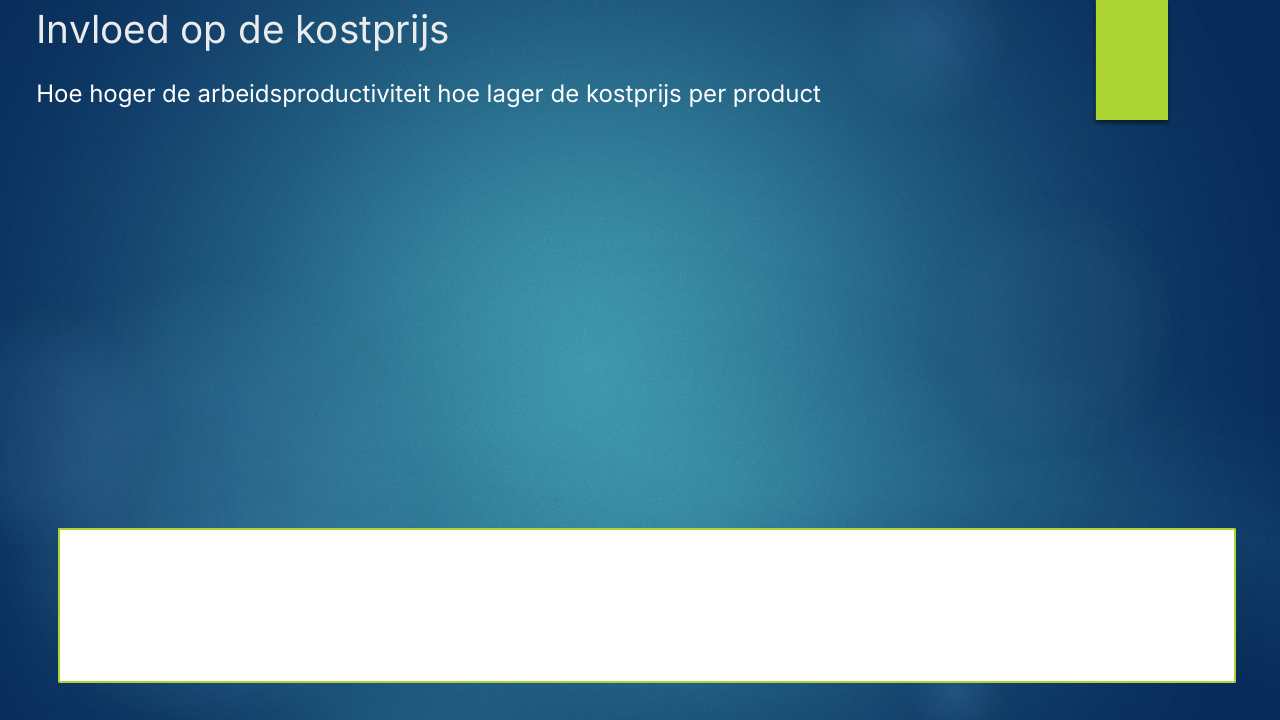 Invloed op de kostprijs
Hoe hoger de arbeidsproductiviteit hoe lager de kostprijs per product